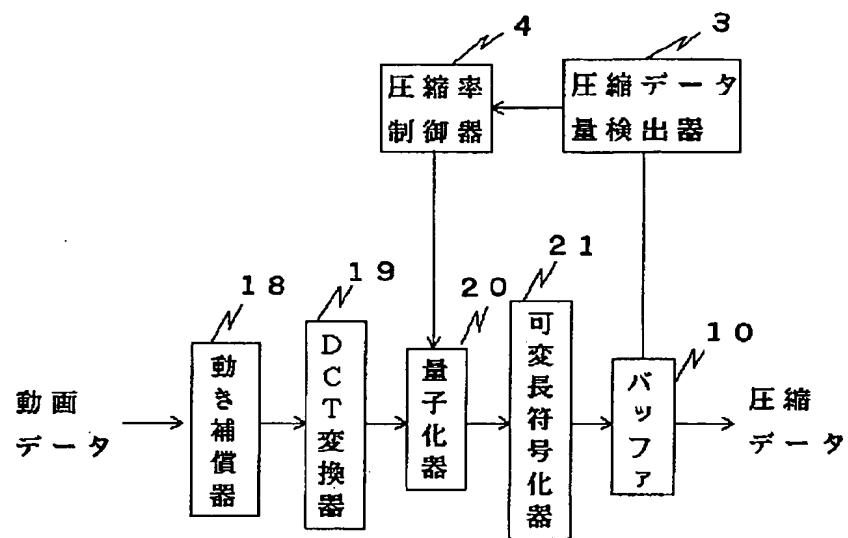 4
3
圧縮率
制御器
圧縮データ
量検出器
18
19
20
21
10
動画
データ
動き補償器
DCT変換器
量子化器
可変長符号化器
バッファ
圧縮
データ